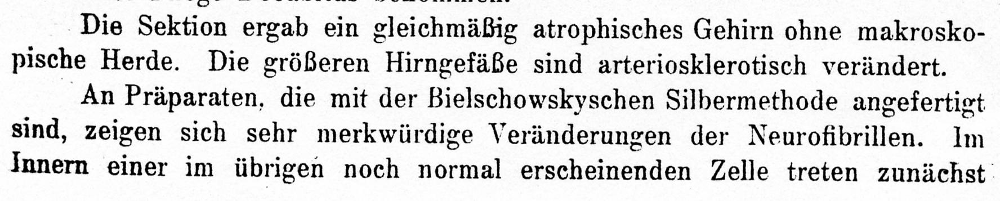 Die Sektion ergab ein gleichmäßig atrophisches Gehirn ohne makrosko-
pische Herde. Die größeren Hirngefäße sind arteriosklerotisch verändert.
An Präparaten, die mit der Bielschowskyschen Silbermethode angefertigt
sind, zeigen sich sehr merkwürdige Veränderungen der Neurofibrillen. Im
Innern einer im übrigen noch normal erscheinenden Zelle treten zunächst